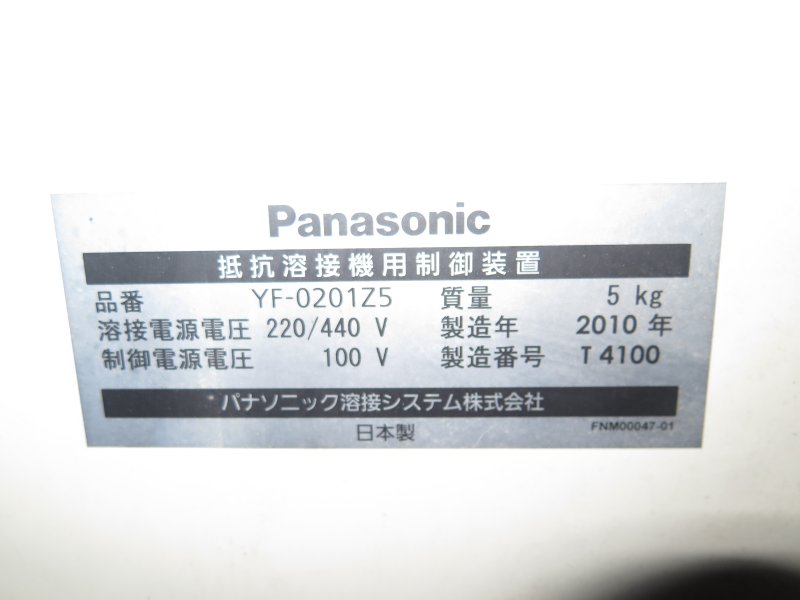 Panasonic
抵抗溶接機用制御装置
品番 YF-0201Z5 質量 5 kg
溶接電源電圧 220/440 V 製造年 2010 年
制御電源電圧 100 V 製造番号 T4100
パナソニック溶接システム株式会社
日本製 FNM00047-01